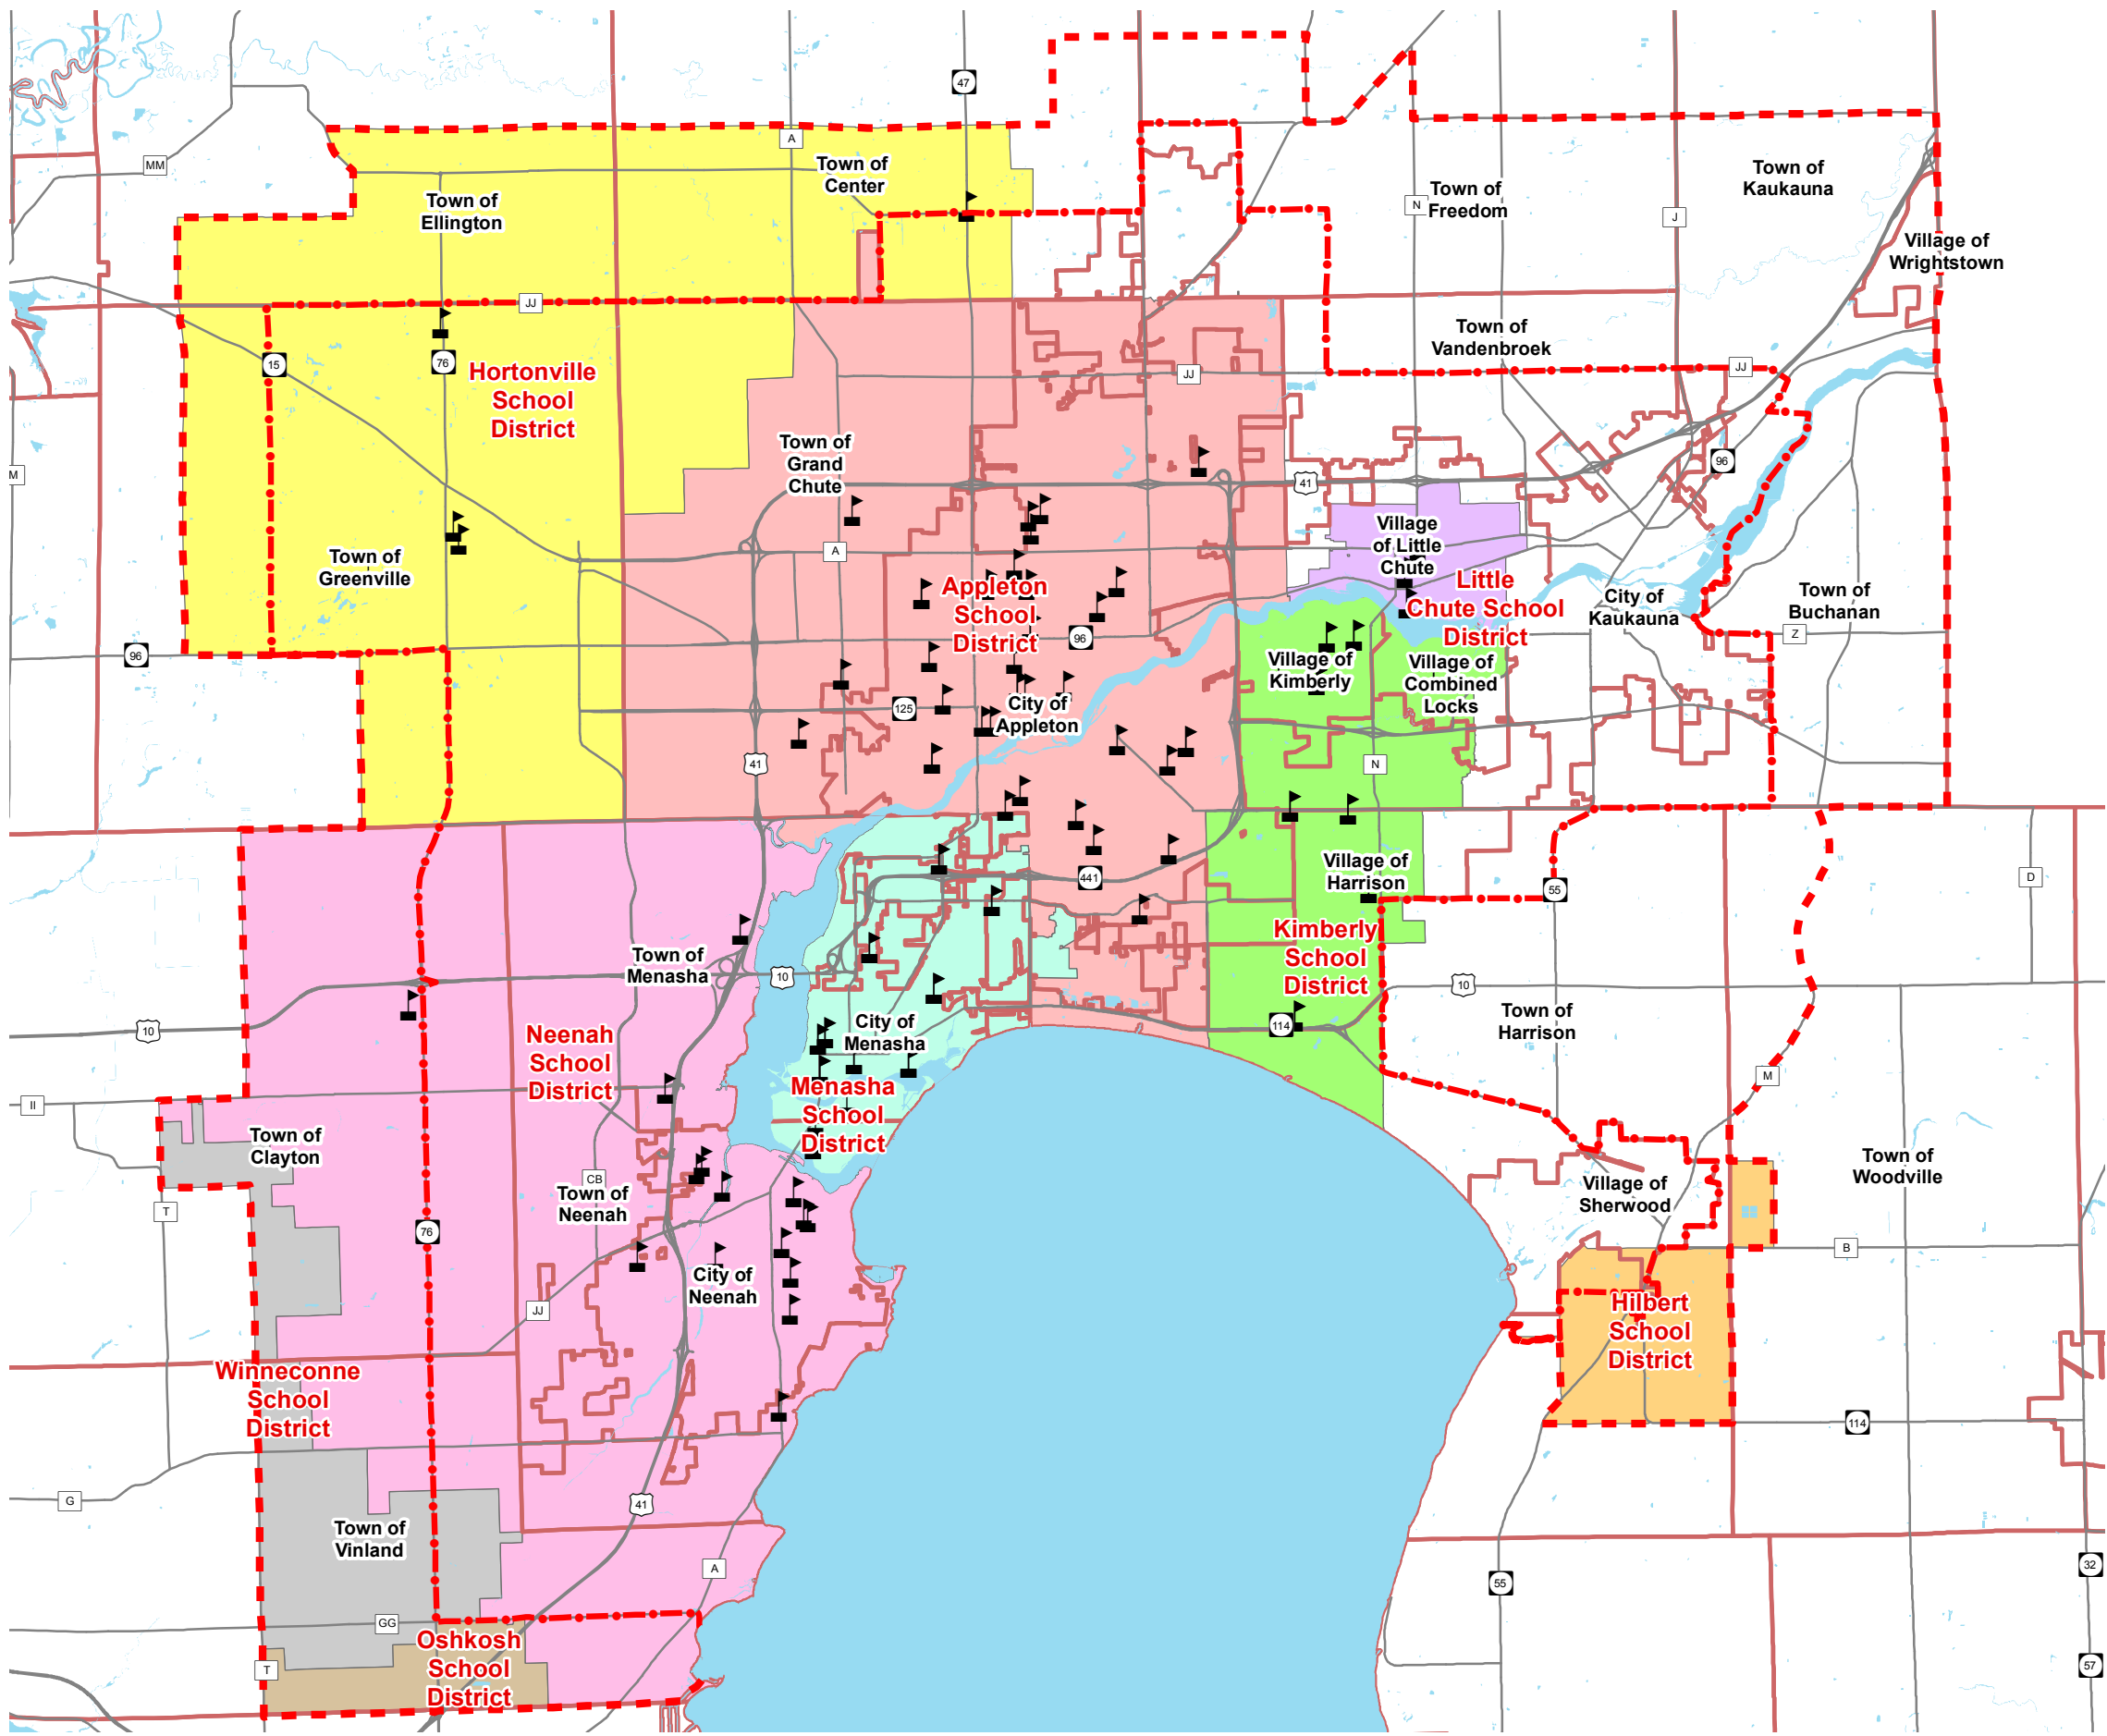 47
MM
A
Town of
Center
Town of
Ellington
Town of
Freedom
N
Town of
Kaukauna
J
Village of
Wrightstown
JJ
15
76
Hortonville
School
District
Town of
Vandenbroek
JJ
JJ
M
Town of
Grand
Chute
41
96
A
Village
of Little
Chute
Town of
Greenville
Appleton
School
District
Little
Chute School
District
City of
Kaukauna
Town of
Buchanan
Z
96
96
Village of
Kimberly
Village of
Combined
Locks
125
City of
Appleton
41
N
441
Village of
Harrison
55
D
Kimberly
School
District
Town of
Menasha
10
10
10
114
Town of
Harrison
City of
Menasha
Neenah
School
District
Menasha
School
District
M
II
Town of
Clayton
CB
Town of
Neenah
T
Town of
Woodville
Village of
Sherwood
76
B
City of
Neenah
JJ
Hilbert
School
District
Winneconne
School
District
114
G
41
Town of
Vinland
A
55
32
GG
Oshkosh
School
District
T
57